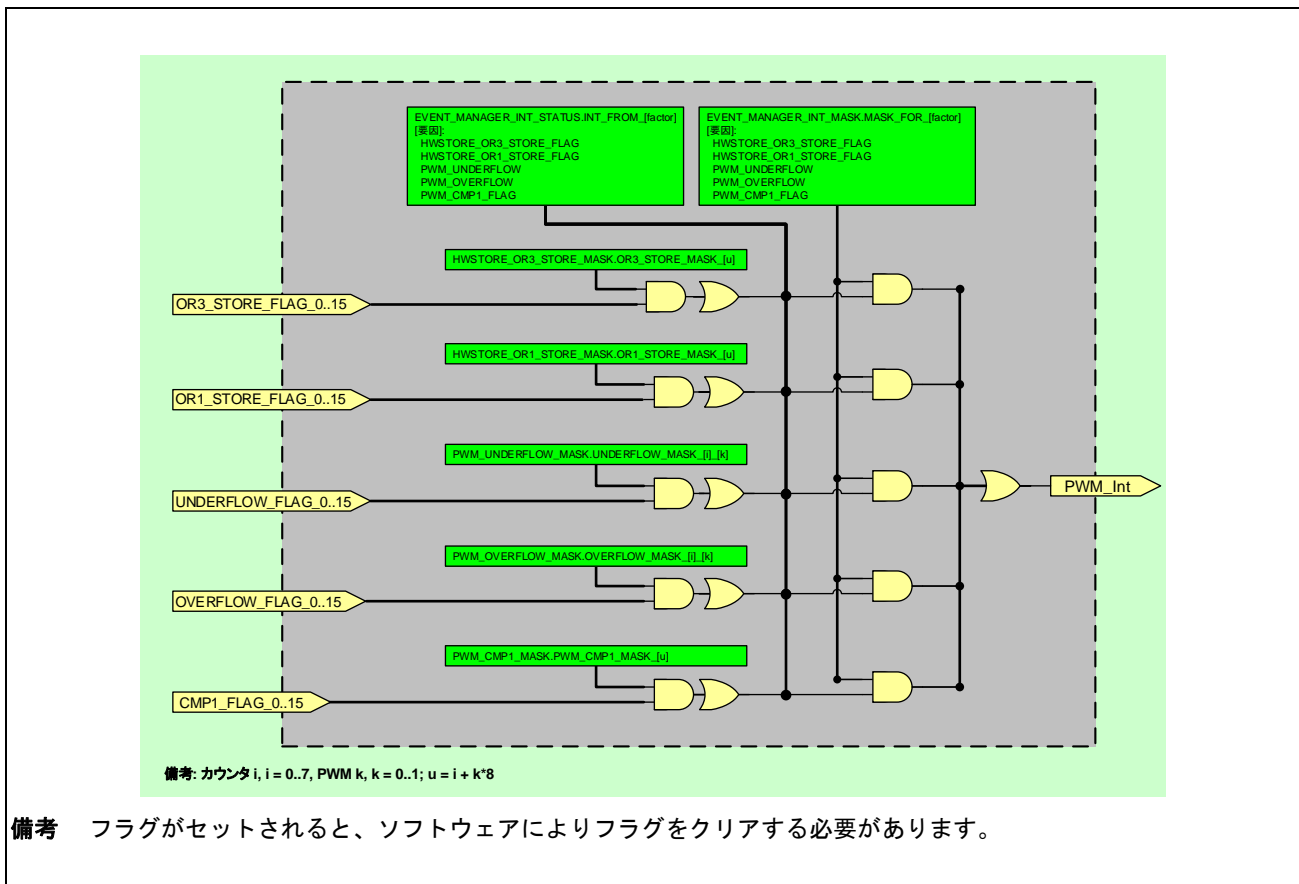 EVENT_MANAGER_INT_STATUS.INT_FROM_[factor]
[要因]:
HWSTORE_OR3_STORE_FLAG
HWSTORE_OR1_STORE_FLAG
PWM_UNDERFLOW
PWM_OVERFLOW
PWM_CMP1_FLAG
EVENT_MANAGER_INT_MASK.MASK_FOR_[factor]
[要因]:
HWSTORE_OR3_STORE_FLAG
HWSTORE_OR1_STORE_FLAG
PWM_UNDERFLOW
PWM_OVERFLOW
PWM_CMP1_FLAG
HWSTORE_OR3_STORE_MASK.OR3_STORE_MASK_[u]
OR3_STORE_FLAG_0..15
HWSTORE_OR1_STORE_MASK.OR1_STORE_MASK_[u]
OR1_STORE_FLAG_0..15
PWM_UNDERFLOW_MASK.UNDERFLOW_MASK_[i]_[k]
UNDERFLOW_FLAG_0..15
PWM_Int
PWM_OVERFLOW_MASK.OVERFLOW_MASK_[i]_[k]
OVERFLOW_FLAG_0..15
PWM_CMP1_MASK.PWM_CMP1_MASK_[u]
CMP1_FLAG_0..15
備考: カウンタ i, i = 0..7, PWM k, k = 0..1; u = i + k*8
備考 フラグがセットされると、ソフトウェアによりフラグをクリアする必要があります。